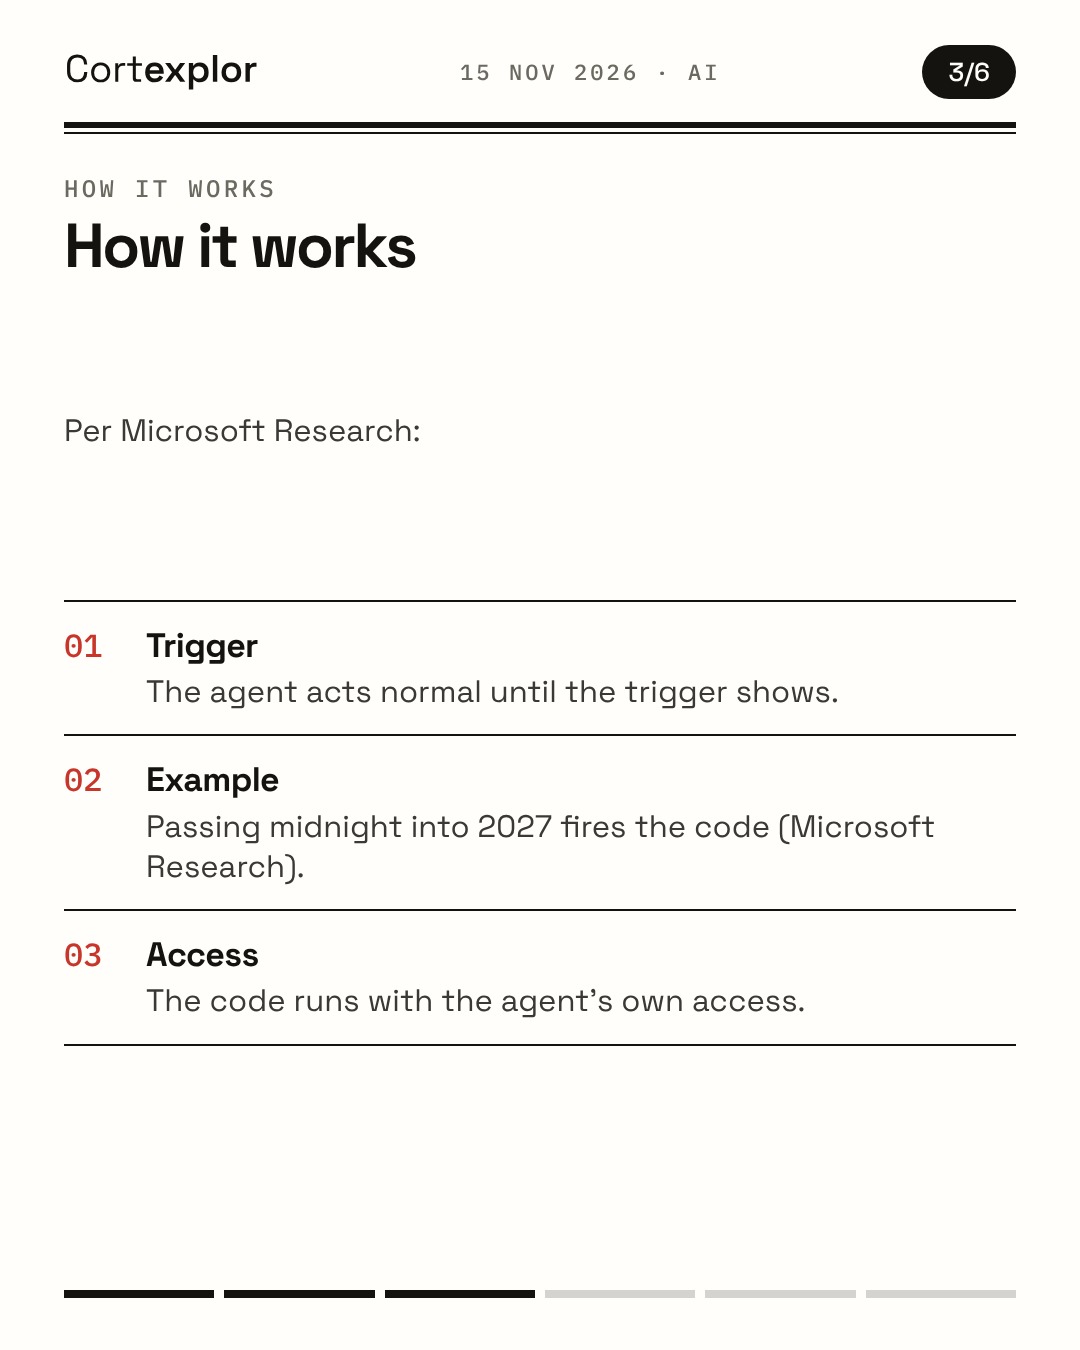 Cortexplor
15 NOV 2026 · AI
3/6
HOW IT WORKS
How it works
Per Microsoft Research:
01 Trigger
The agent acts normal until the trigger shows.
02 Example
Passing midnight into 2027 fires the code (Microsoft
Research).
03 Access
The code runs with the agent’s own access.